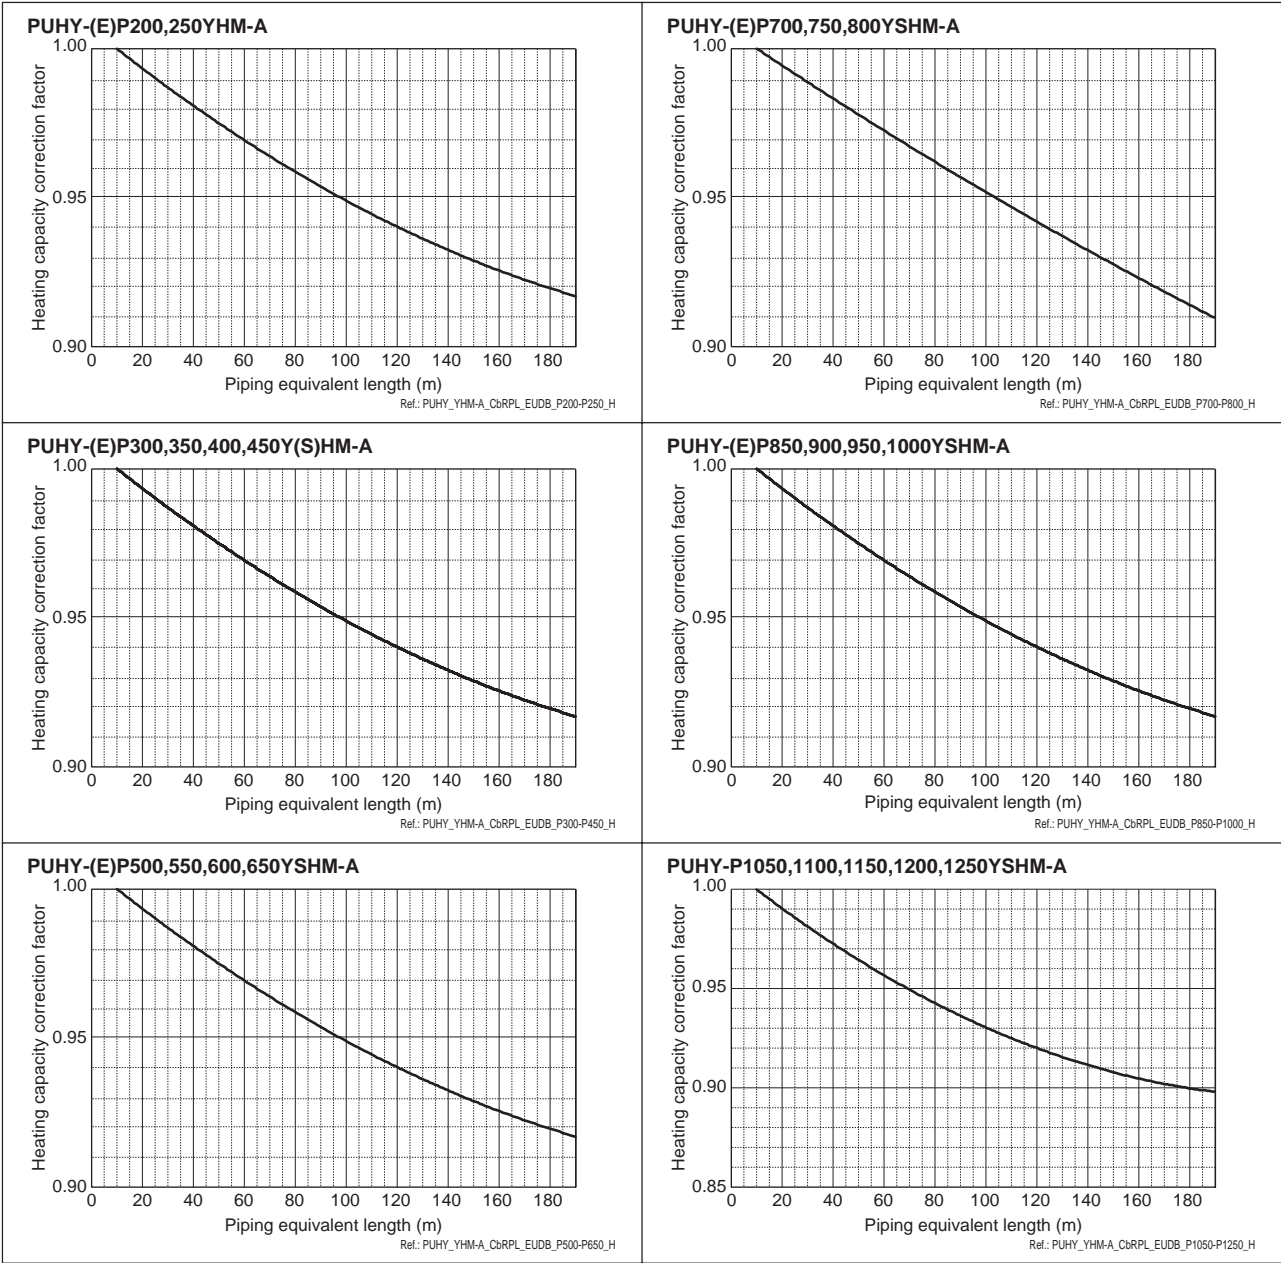 PUHY-(E)P200,250YHM-A
Heating capacity correction factor
1.00
0.95
0.90
0 20 40 60 80 100 120 140 160 180
Piping equivalent length (m)
Ref.: PUHY_YHM-A_CbRPL_EUDB_P200-P250_H
PUHY-(E)P700,750,800YSHM-A
Heating capacity correction factor
1.00
0.95
0.90
0 20 40 60 80 100 120 140 160 180
Piping equivalent length (m)
Ref.: PUHY_YHM-A_CbRPL_EUDB_P700-P800_H
PUHY-(E)P300,350,400,450Y(S)HM-A
Heating capacity correction factor
1.00
0.95
0.90
0 20 40 60 80 100 120 140 160 180
Piping equivalent length (m)
Ref.: PUHY_YHM-A_CbRPL_EUDB_P300-P450_H
PUHY-(E)P850,900,950,1000YSHM-A
Heating capacity correction factor
1.00
0.95
0.90
0 20 40 60 80 100 120 140 160 180
Piping equivalent length (m)
Ref.: PUHY_YHM-A_CbRPL_EUDB_P850-P1000_H
PUHY-(E)P500,550,600,650YSHM-A
Heating capacity correction factor
1.00
0.95
0.90
0 20 40 60 80 100 120 140 160 180
Piping equivalent length (m)
Ref.: PUHY_YHM-A_CbRPL_EUDB_P500-P650_H
PUHY-P1050,1100,1150,1200,1250YSHM-A
Heating capacity correction factor
1.00
0.95
0.90
0.85
0 20 40 60 80 100 120 140 160 180
Piping equivalent length (m)
Ref.: PUHY_YHM-A_CbRPL_EUDB_P1050-P1250_H